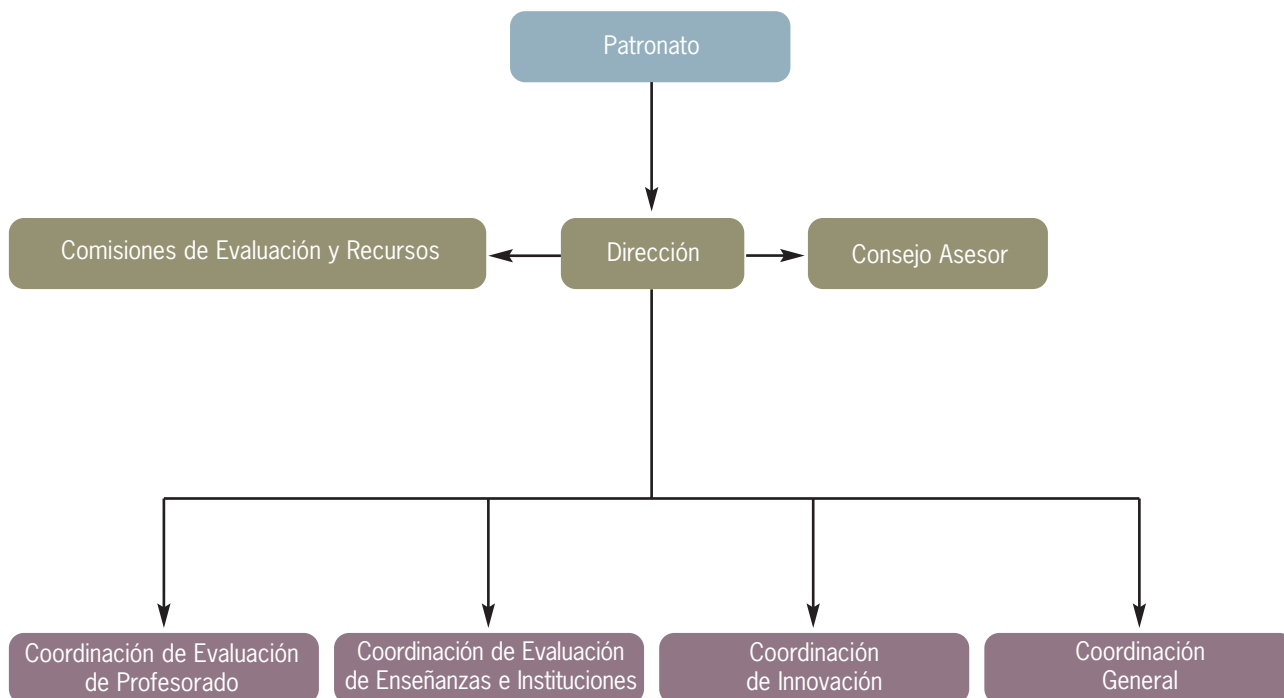 Patronato
Comisiones de Evaluación y Recursos
Dirección
Consejo Asesor
Coordinación de Evaluación
de Profesorado
Coordinación de Evaluación
de Enseñanzas e Instituciones
Coordinación
de Innovación
Coordinación
General